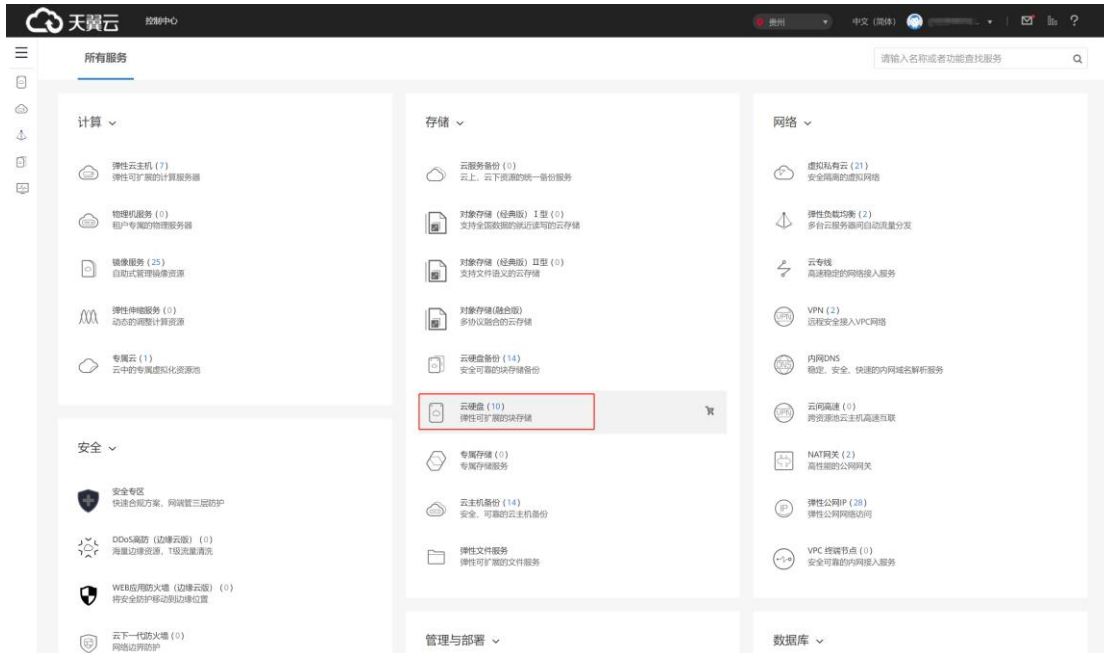 天翼云 控制中心 贵州 中文 (简体)
所有服务 请输入名称或者功能查找服务
计算
弹性云主机 (7)
弹性可扩展的计算服务器
物理机服务 (0)
租户专属的物理服务器
镜像服务 (25)
自助式管理镜像资源
弹性伸缩服务 (0)
动态的调整计算资源
专属云 (1)
云中的专属虚拟化资源池
安全
安全专区
快速合规方案、网端管三层防护
DDoS高防（边缘云版） (0)
海量边缘资源，T级流量清洗
WEB应用防火墙（边缘云版） (0)
将安全防护移动到边缘位置
云下一代防火墙 (0)
网络边界防护
存储
云服务备份 (0)
云上、云下资源的统一备份服务
对象存储（经典版）Ⅰ型 (0)
支持全国数据的就近读写的云存储
对象存储（经典版）Ⅱ型 (0)
支持文件语义的云存储
对象存储(融合版)
多协议融合的云存储
云硬盘备份 (14)
安全可靠的块存储备份
云硬盘 (10)
弹性可扩展的块存储
专属存储 (0)
专属存储服务
云主机备份 (14)
安全、可靠的云主机备份
弹性文件服务
弹性可扩展的文件服务
管理与部署
网络
虚拟私有云 (21)
安全隔离的虚拟网络
弹性负载均衡 (2)
多台云服务器间自动流量分发
云专线
高速稳定的网络接入服务
VPN (2)
远程安全接入VPC网络
内网DNS
稳定、安全、快速的内网域名解析服务
云间高速 (0)
跨资源池云主机高速互联
NAT网关 (2)
高性能的公网网关
弹性公网IP (28)
弹性公网网络访问
VPC 终端节点 (0)
安全可靠的内网接入服务
数据库